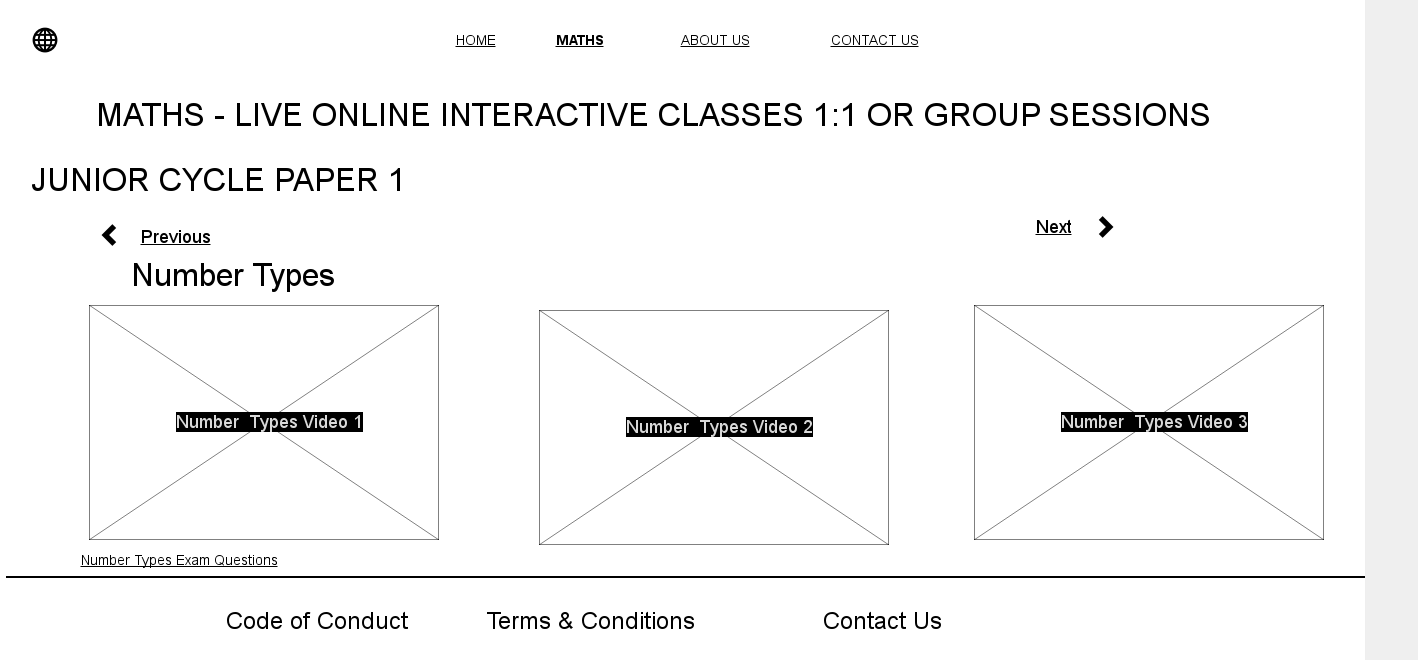 HOME MATHS ABOUT US CONTACT US
MATHS - LIVE ONLINE INTERACTIVE CLASSES 1:1 OR GROUP SESSIONS
JUNIOR CYCLE PAPER 1
Previous
Next
Number Types
Number Types Video 1
Number Types Video 2
Number Types Video 3
Number Types Exam Questions
Code of Conduct Terms & Conditions Contact Us